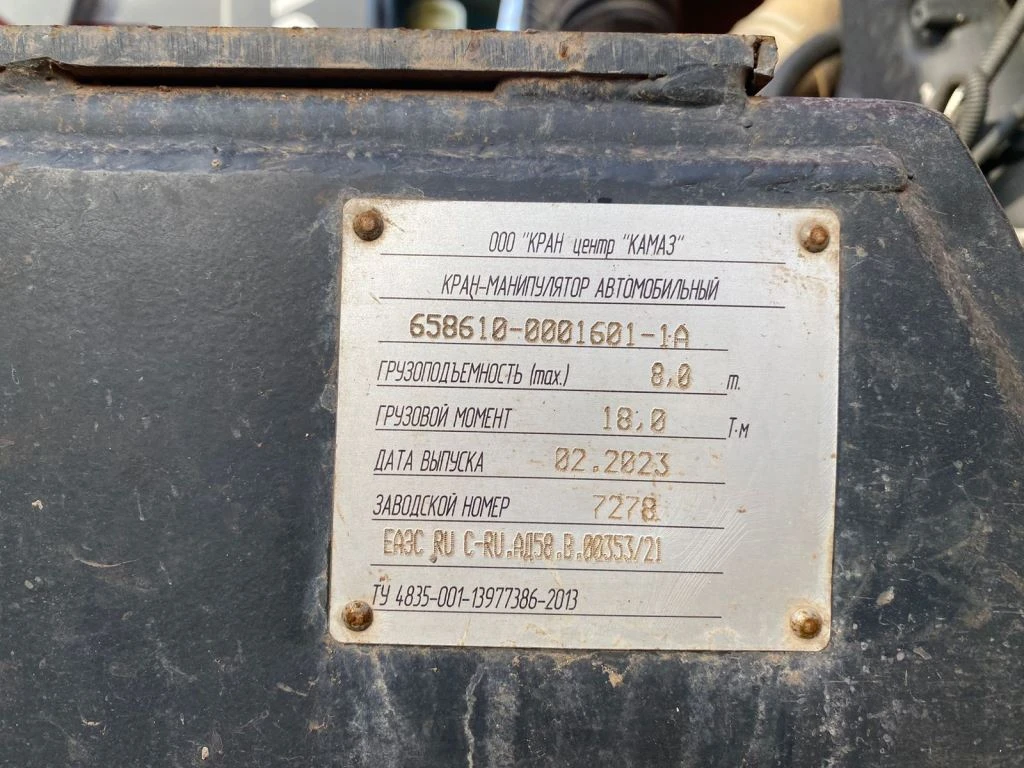 ООО "КРАН центр "КАМАЗ"
КРАН-МАНИПУЛЯТОР АВТОМОБИЛЬНЫЙ
658610-0001601-1А
ГРУЗОПОДЪЕМНОСТЬ (max.) 8,0 т.
ГРУЗОВОЙ МОМЕНТ 18,0 Т·м
ДАТА ВЫПУСКА 02.2023
ЗАВОДСКОЙ НОМЕР 7278
ЕАЭС RU C-RU.АД58.В.00353/21
ТУ 4835-001-13977386-2013